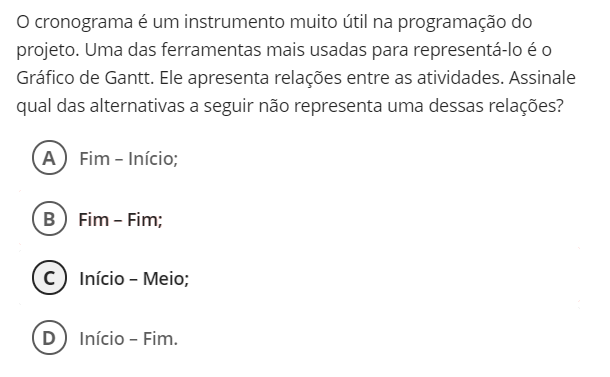 O cronograma é um instrumento muito útil na programação do
projeto. Uma das ferramentas mais usadas para representá-lo é o
Gráfico de Gantt. Ele apresenta relações entre as atividades. Assinale
qual das alternativas a seguir não representa uma dessas relações?
A Fim – Início;
B Fim – Fim;
C Início – Meio;
D Início – Fim.